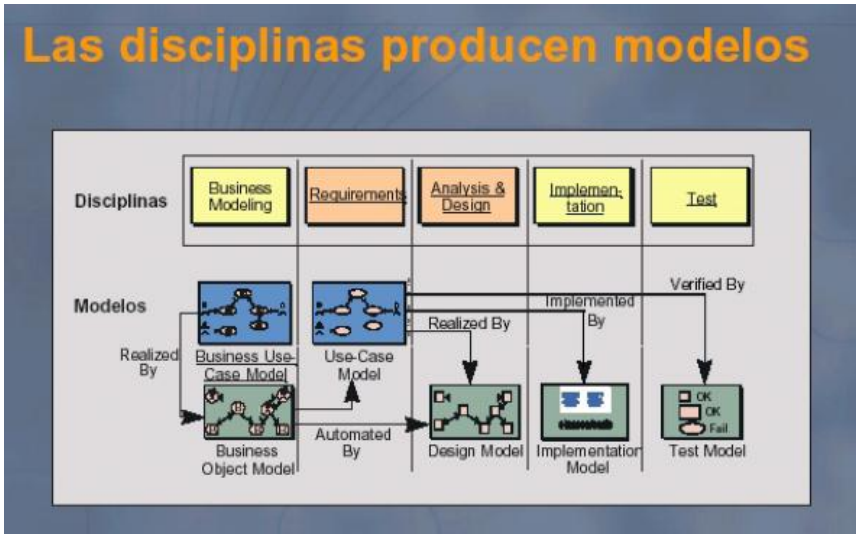 Las disciplinas producen modelos
Disciplinas
Business
Modeling
Requirements
Analysis &
Design
Implemen-
tation
Test
Modelos
Verified By
Implemented
By
Realized By
Realized
By
Business Use-
Case Model
Use-Case
Model
Automated
By
Business
Object Model
Design Model
Implementation
Model
OK
OK
Fail
Test Model